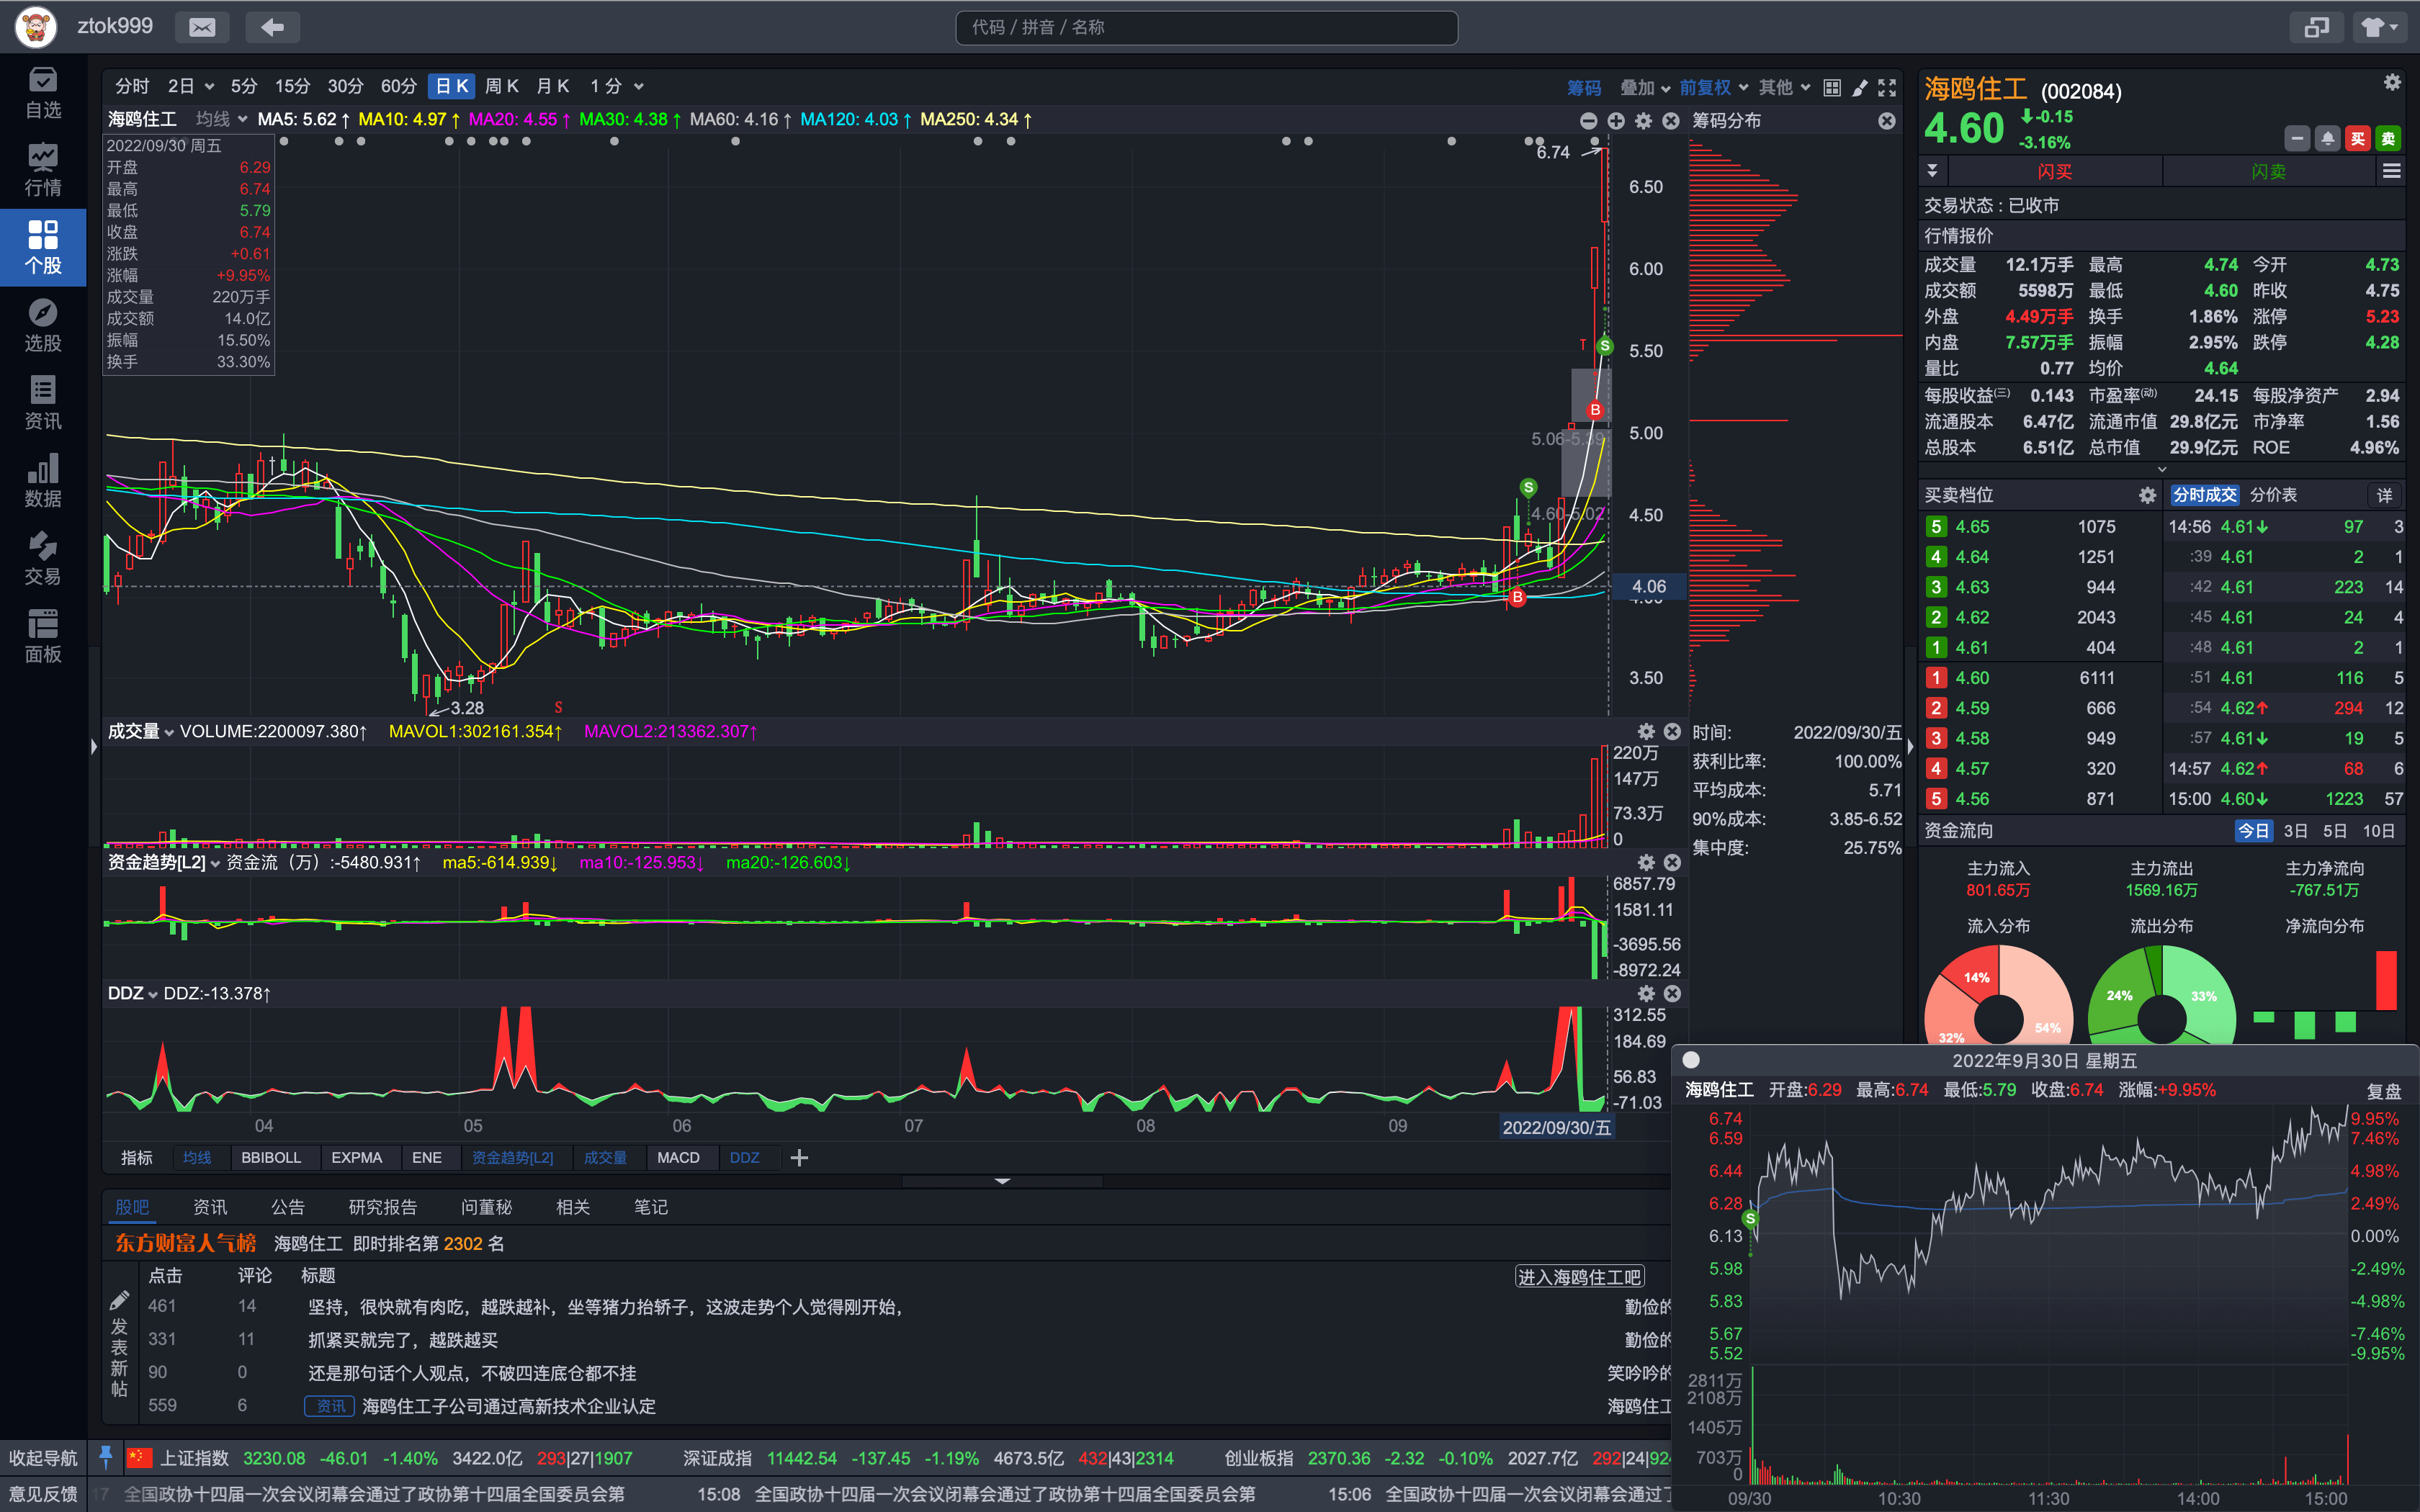 ztok999
代码 / 拼音 / 名称
自选
行情
个股
选股
资讯
数据
交易
面板
收起导航
意见反馈
分时 2日 5分 15分 30分 60分 日K 周K 月K 1分
筹码 叠加 前复权 其他
海鸥住工 均线 MA5: 5.62↑ MA10: 4.97↑ MA20: 4.55↑ MA30: 4.38↑ MA60: 4.16↑ MA120: 4.03↑ MA250: 4.34↑
2022/09/30 周五
开盘 6.29
最高 6.74
最低 5.79
收盘 6.74
涨跌 +0.61
涨幅 +9.95%
成交量 220万手
成交额 14.0亿
振幅 15.50%
换手 33.30%
6.74
6.50
6.00
5.50
5.00
4.50
4.06
3.50
T
S
B
5.06-5.39
S
4.60-5.02
B
3.28
S
筹码分布
时间: 2022/09/30/五
获利比率: 100.00%
平均成本: 5.71
90%成本: 3.85-6.52
集中度: 25.75%
成交量 VOLUME:2200097.380↑ MAVOL1:302161.354↑ MAVOL2:213362.307↑
220万
147万
73.3万
0
资金趋势[L2] 资金流（万）:-5480.931↑ ma5:-614.939↓ ma10:-125.953↓ ma20:-126.603↓
6857.79
1581.11
-3695.56
-8972.24
DDZ DDZ:-13.378↑
312.55
184.69
56.83
-71.03
04 05 06 07 08 09 2022/09/30/五
指标 均线 BBIBOLL EXPMA ENE 资金趋势[L2] 成交量 MACD DDZ
股吧 资讯 公告 研究报告 问董秘 相关 笔记
东方财富人气榜 海鸥住工 即时排名第 2302 名
点击 评论 标题 进入海鸥住工吧
发表新帖
461 14 坚持，很快就有肉吃，越跌越补，坐等猪力抬轿子，这波走势个人觉得刚开始， 勤俭的
331 11 抓紧买就完了，越跌越买 勤俭的
90 0 还是那句话个人观点，不破四连底仓都不挂 笑吟吟的
559 6 资讯 海鸥住工子公司通过高新技术企业认定 海鸥住工
上证指数 3230.08 -46.01 -1.40% 3422.0亿 293|27|1907 深证成指 11442.54 -137.45 -1.19% 4673.5亿 432|43|2314 创业板指 2370.36 -2.32 -0.10% 2027.7亿 292|24|924
17 全国政协十四届一次会议闭幕会通过了政协第十四届全国委员会第 15:08 全国政协十四届一次会议闭幕会通过了政协第十四届全国委员会第 15:06 全国政协十四届一次会议闭幕会通过了
海鸥住工 (002084)
4.60 -0.15
-3.16%
买 卖
闪买 闪卖
交易状态 : 已收市
行情报价
成交量 12.1万手 最高 4.74 今开 4.73
成交额 5598万 最低 4.60 昨收 4.75
外盘 4.49万手 换手 1.86% 涨停 5.23
内盘 7.57万手 振幅 2.95% 跌停 4.28
量比 0.77 均价 4.64
每股收益(三) 0.143 市盈率(动) 24.15 每股净资产 2.94
流通股本 6.47亿 流通市值 29.8亿元 市净率 1.56
总股本 6.51亿 总市值 29.9亿元 ROE 4.96%
买卖档位 分时成交 分价表 详
5 4.65 1075 14:56 4.61↓ 97 3
4 4.64 1251 :39 4.61 2 1
3 4.63 944 :42 4.61 223 14
2 4.62 2043 :45 4.61 24 4
1 4.61 404 :48 4.61 2 1
1 4.60 6111 :51 4.61 116 5
2 4.59 666 :54 4.62↑ 294 12
3 4.58 949 :57 4.61↓ 19 5
4 4.57 320 14:57 4.62↑ 68 6
5 4.56 871 15:00 4.60↓ 1223 57
资金流向 今日 3日 5日 10日
主力流入 主力流出 主力净流向
801.65万 1569.16万 -767.51万
流入分布 流出分布 净流向分布
14% 32% 54% 24% 33%
2022年9月30日 星期五
海鸥住工 开盘:6.29 最高:6.74 最低:5.79 收盘:6.74 涨幅:+9.95% 复盘
6.74 9.95%
6.59 7.46%
6.44 4.98%
6.28 2.49%
S
6.13 0.00%
5.98 -2.49%
5.83 -4.98%
5.67 -7.46%
5.52 -9.95%
2811万
2108万
1405万
703万
0
09/30 10:30 11:30 14:00 15:00